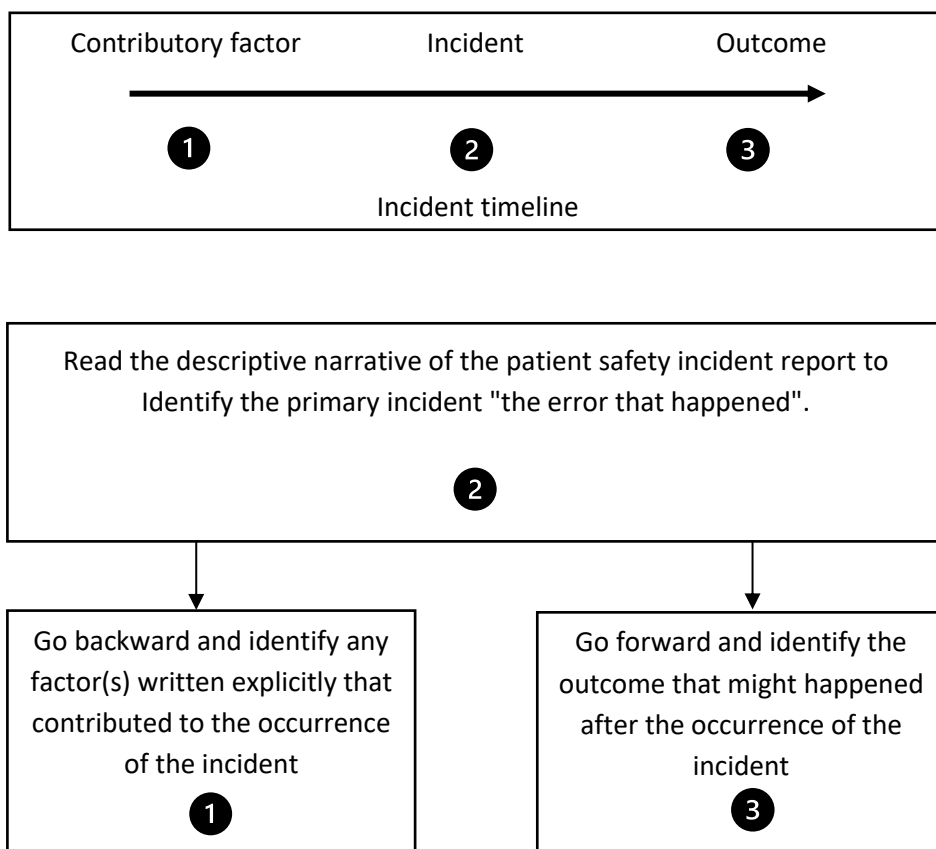 Contributory factor Incident Outcome
1 2 3
Incident timeline
Read the descriptive narrative of the patient safety incident report to
Identify the primary incident "the error that happened".
2
Go backward and identify any
factor(s) written explicitly that
contributed to the occurrence
of the incident
1
Go forward and identify the
outcome that might happened
after the occurrence of the
incident
3